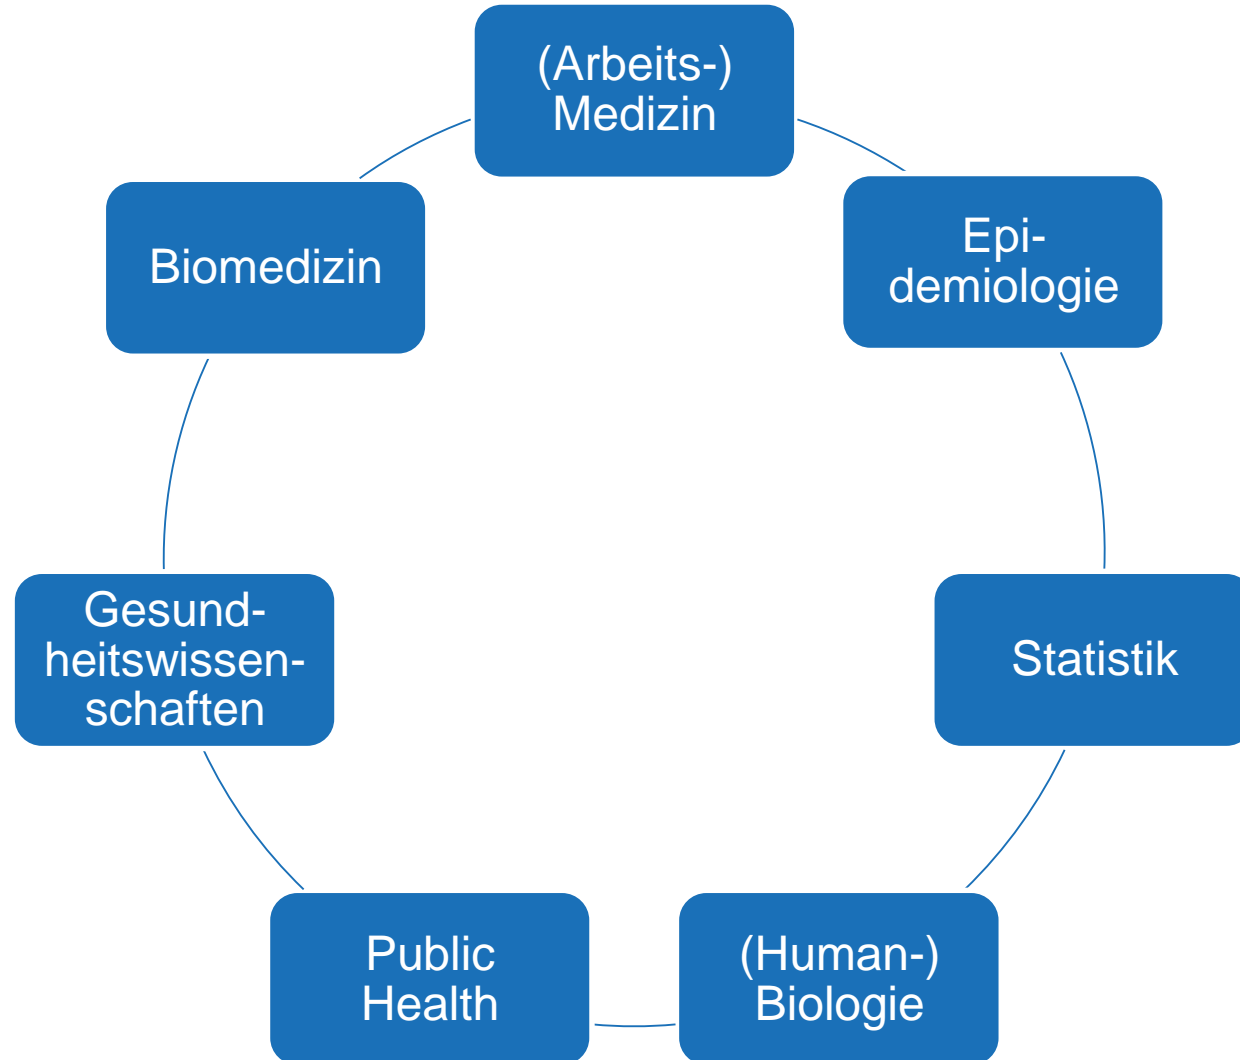 (Arbeits-)
Medizin
Epi-
demiologie
Statistik
(Human-)
Biologie
Public
Health
Gesund-
heitswissen-
schaften
Biomedizin